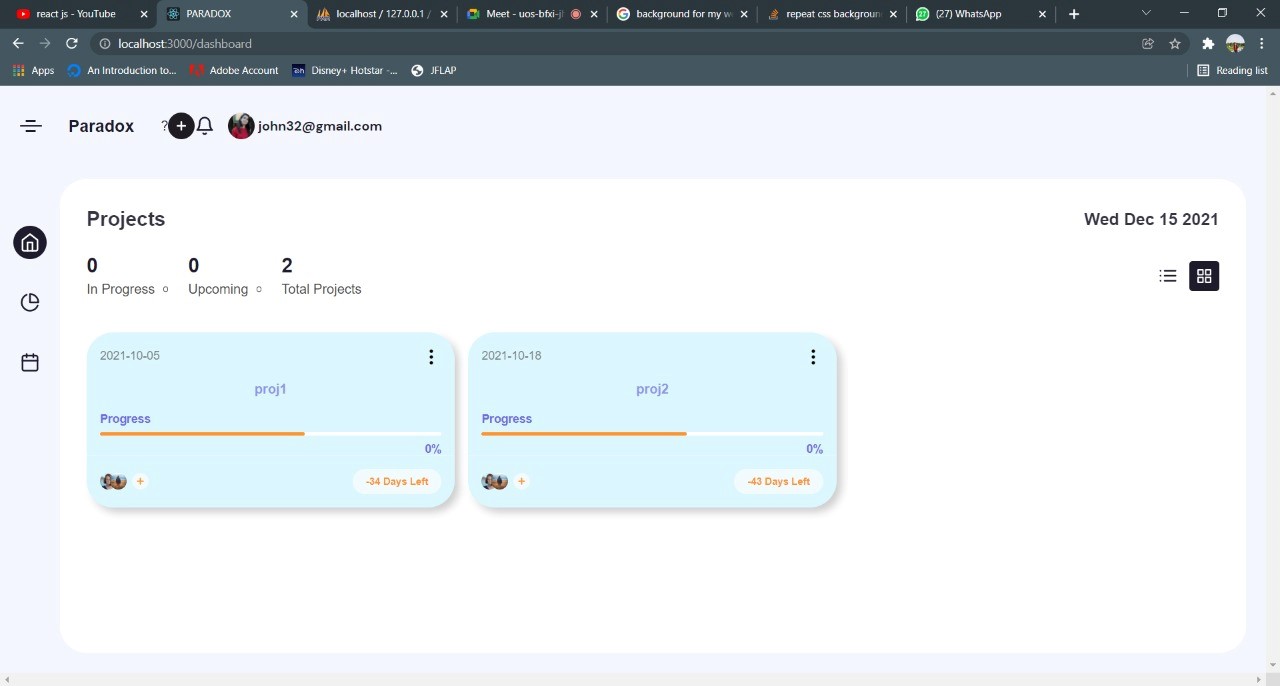 react js - YouTube
PARADOX
localhost / 127.0.0.1 /
Meet - uos-bfxi-j
background for my w
repeat css backgroun
(27) WhatsApp
localhost:3000/dashboard
Apps
An Introduction to...
Adobe Account
Disney+ Hotstar -...
JFLAP
Reading list
Paradox
?
+
john32@gmail.com
Projects
Wed Dec 15 2021
0
0
2
In Progress
Upcoming
Total Projects
2021-10-05
proj1
Progress
0%
+
-34 Days Left
2021-10-18
proj2
Progress
0%
+
-43 Days Left